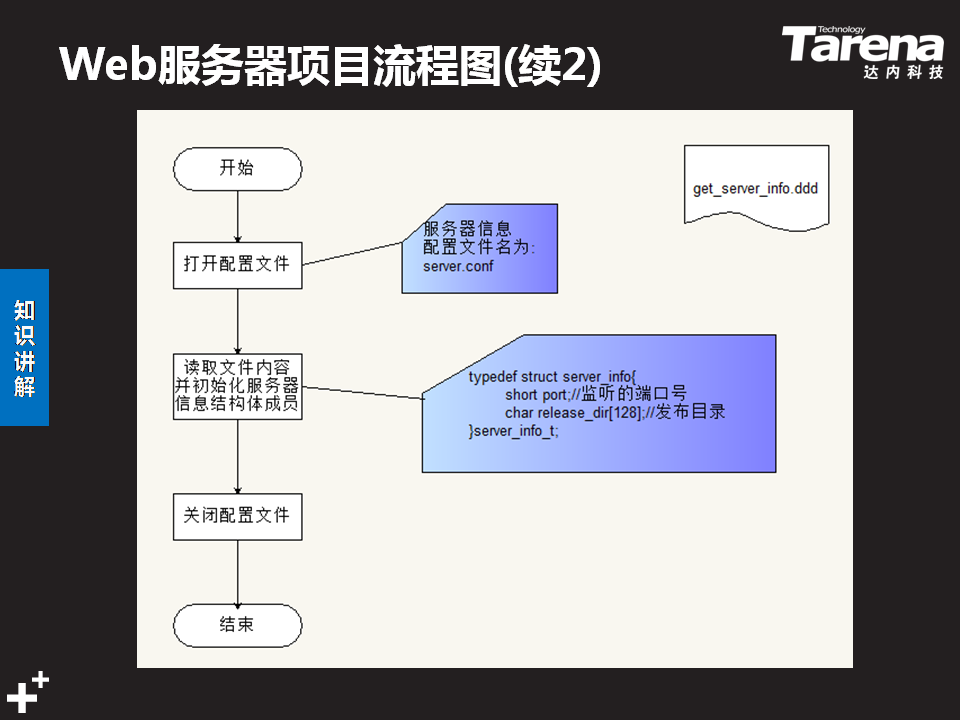 Web服务器项目流程图(续2)
Technology
Tarena
达内科技
开始
get_server_info.ddd
服务器信息
配置文件名为:
server.conf
打开配置文件
知识讲解
读取文件内容
并初始化服务器
信息结构体成员
typedef struct server_info{
short port;//监听的端口号
char release_dir[128];//发布目录
}server_info_t;
关闭配置文件
结束